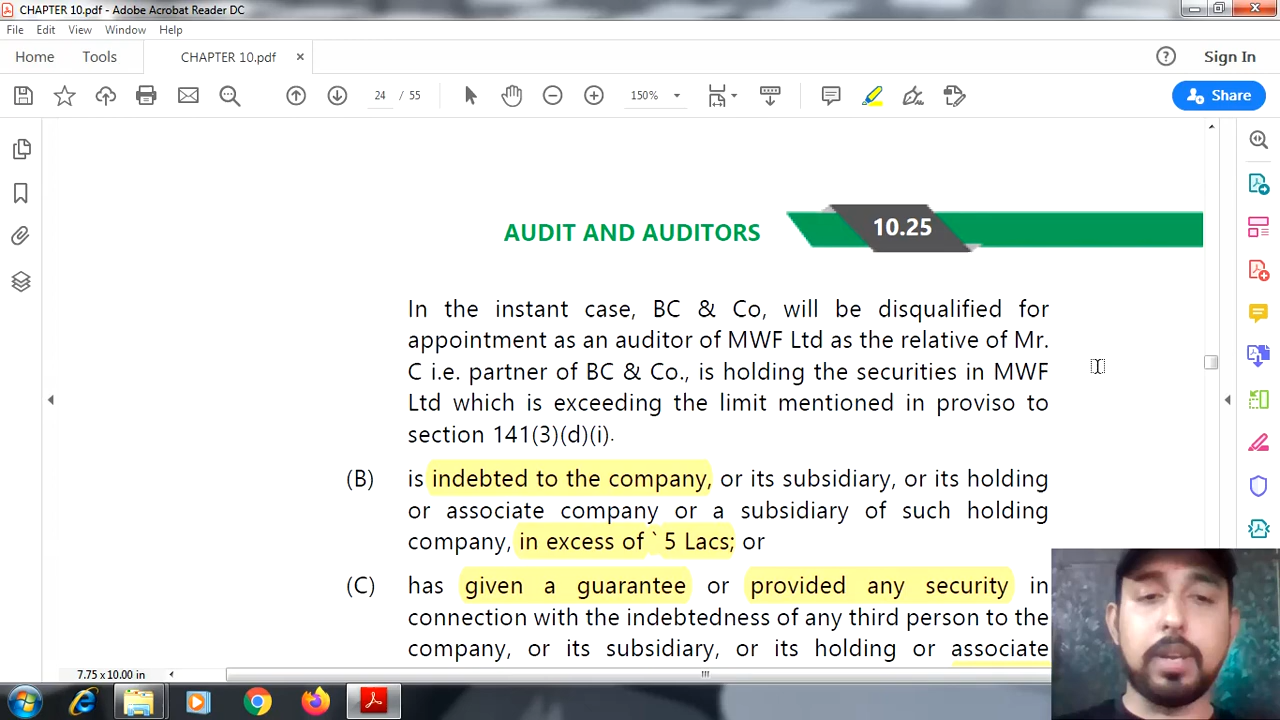 CHAPTER 10.pdf - Adobe Acrobat Reader DC
File Edit View Window Help
Home Tools CHAPTER 10.pdf × Sign In
24 / 55 150% Share
AUDIT AND AUDITORS 10.25
In the instant case, BC & Co, will be disqualified for
appointment as an auditor of MWF Ltd as the relative of Mr.
C i.e. partner of BC & Co., is holding the securities in MWF
Ltd which is exceeding the limit mentioned in proviso to
section 141(3)(d)(i).
(B) is indebted to the company, or its subsidiary, or its holding
or associate company or a subsidiary of such holding
company, in excess of ` 5 Lacs; or
(C) has given a guarantee or provided any security in
connection with the indebtedness of any third person to the
company, or its subsidiary, or its holding or associate
7.75 x 10.00 in